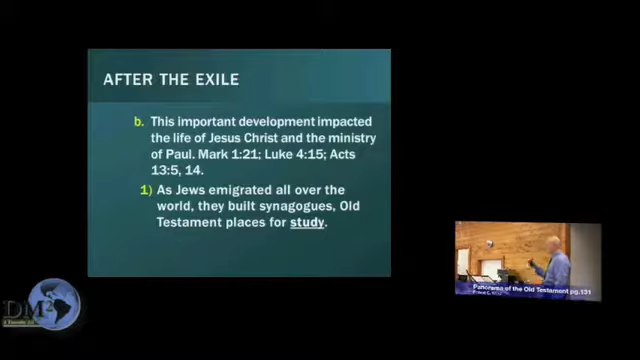 AFTER THE EXILE
b. This important development impacted
the life of Jesus Christ and the ministry
of Paul. Mark 1:21; Luke 4:15; Acts
13:5, 14.
1) As Jews emigrated all over the
world, they built synagogues, Old
Testament places for study.
Panorama of the Old Testament pg.131
DM2